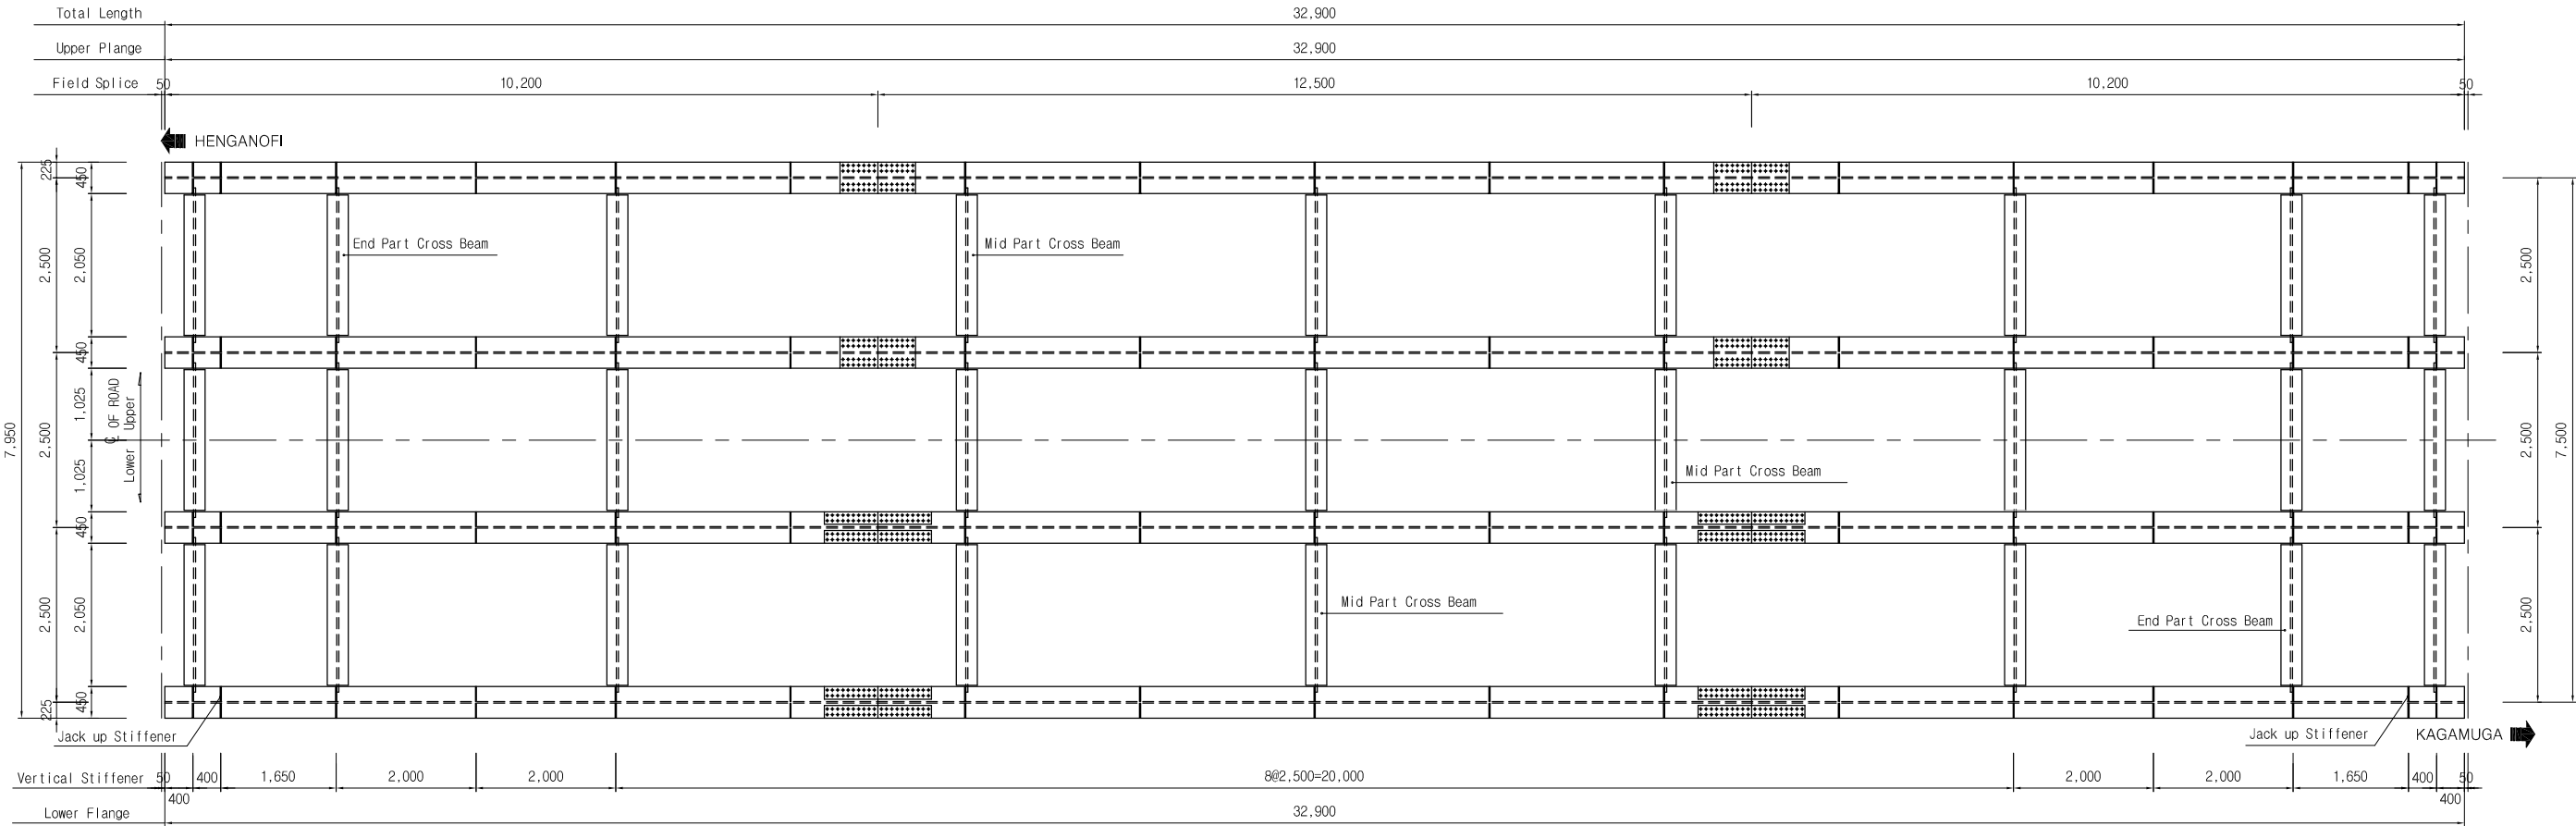 Total Length 32,900
Upper Plange 32,900
Field Splice 50 10,200 12,500 10,200 50
HENGANOFI
225 450
End Part Cross Beam Mid Part Cross Beam
2,500 2,050 2,500
450
7,950 2,500 1,025 ℄ OF ROAD Upper 2,500 7,500
1,025 Lower
Mid Part Cross Beam
450
Mid Part Cross Beam
End Part Cross Beam
2,500 2,050 2,500
225 450
Jack up Stiffener Jack up Stiffener KAGAMUGA
Vertical Stiffener 50 400 1,650 2,000 2,000 8@2,500=20,000 2,000 2,000 1,650 400 50
400 400
Lower Flange 32,900